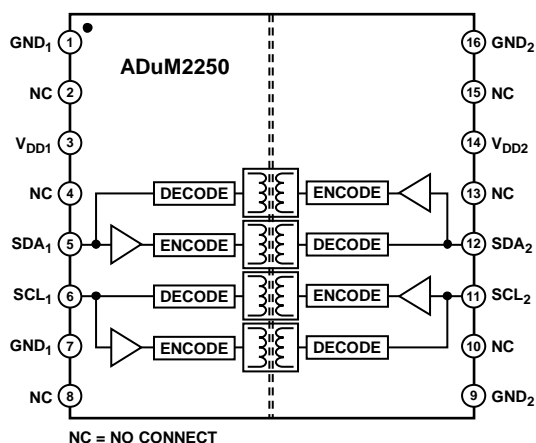 GND1 1 16 GND2
ADuM2250
NC 2 15 NC
VDD1 3 14 VDD2
NC 4 13 NC
DECODE ENCODE
SDA1 5 ENCODE DECODE 12 SDA2
SCL1 6 DECODE ENCODE 11 SCL2
GND1 7 10 NC
ENCODE DECODE
NC 8 9 GND2
NC = NO CONNECT